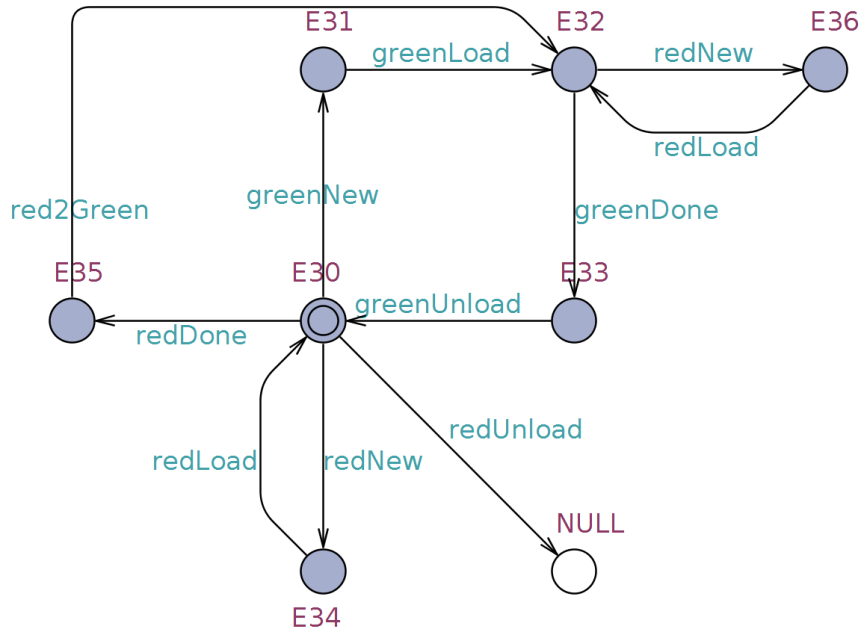 E31
E32
E36
greenLoad
redNew
redLoad
greenNew
red2Green
greenDone
E35
E30
E33
greenUnload
redDone
redUnload
redLoad
redNew
NULL
E34